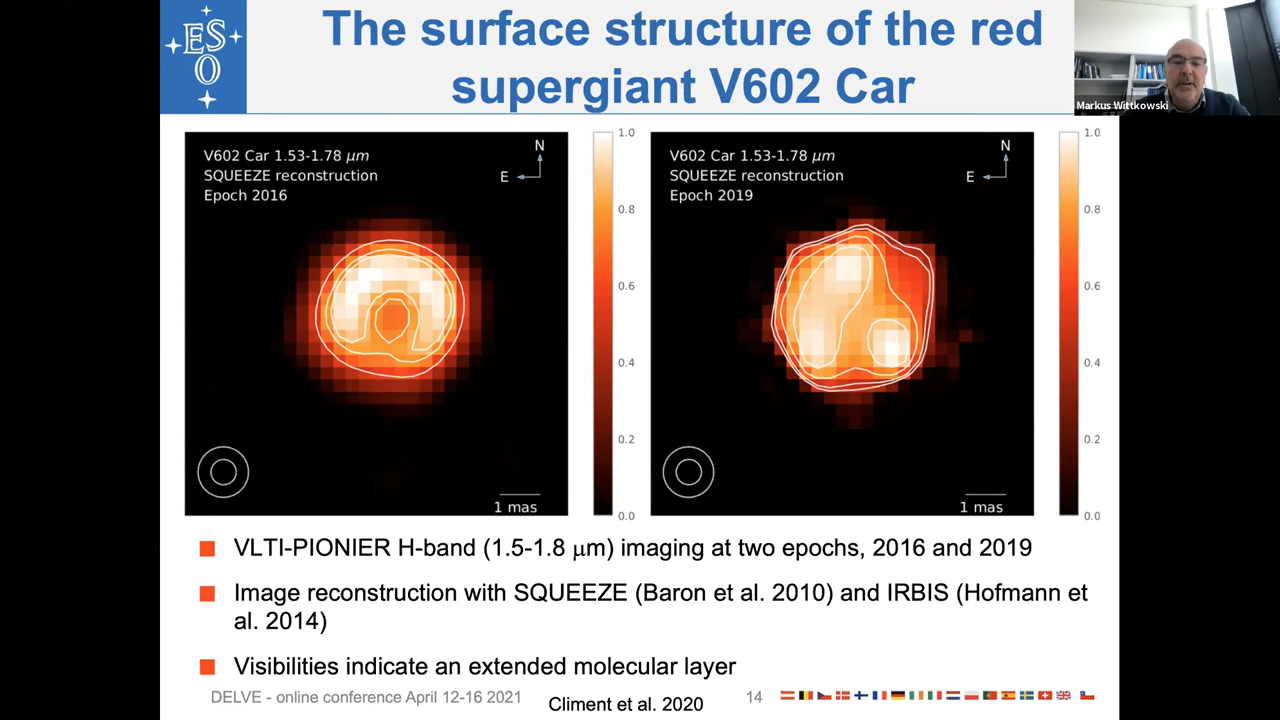 ESO
The surface structure of the red
supergiant V602 Car
Markus Wittkowski
V602 Car 1.53-1.78 μm
SQUEEZE reconstruction
Epoch 2016
N
E
1 mas
1.0
0.8
0.6
0.4
0.2
0.0
V602 Car 1.53-1.78 μm
SQUEEZE reconstruction
Epoch 2019
N
E
1 mas
1.0
0.8
0.6
0.4
0.2
0.0
VLTI-PIONIER H-band (1.5-1.8 μm) imaging at two epochs, 2016 and 2019
Image reconstruction with SQUEEZE (Baron et al. 2010) and IRBIS (Hofmann et
al. 2014)
Visibilities indicate an extended molecular layer
DELVE - online conference April 12-16 2021
Climent et al. 2020
14